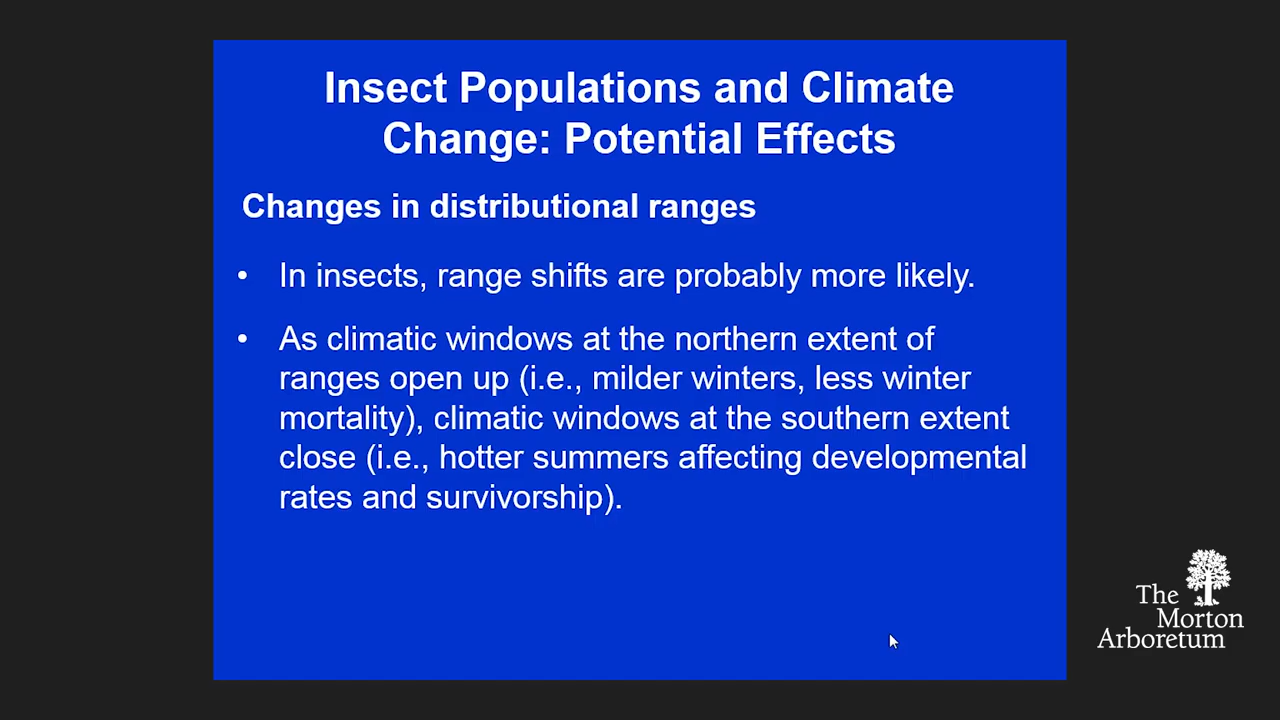 Insect Populations and Climate
Change: Potential Effects
Changes in distributional ranges
• In insects, range shifts are probably more likely.
• As climatic windows at the northern extent of
ranges open up (i.e., milder winters, less winter
mortality), climatic windows at the southern extent
close (i.e., hotter summers affecting developmental
rates and survivorship).
The
Morton
Arboretum